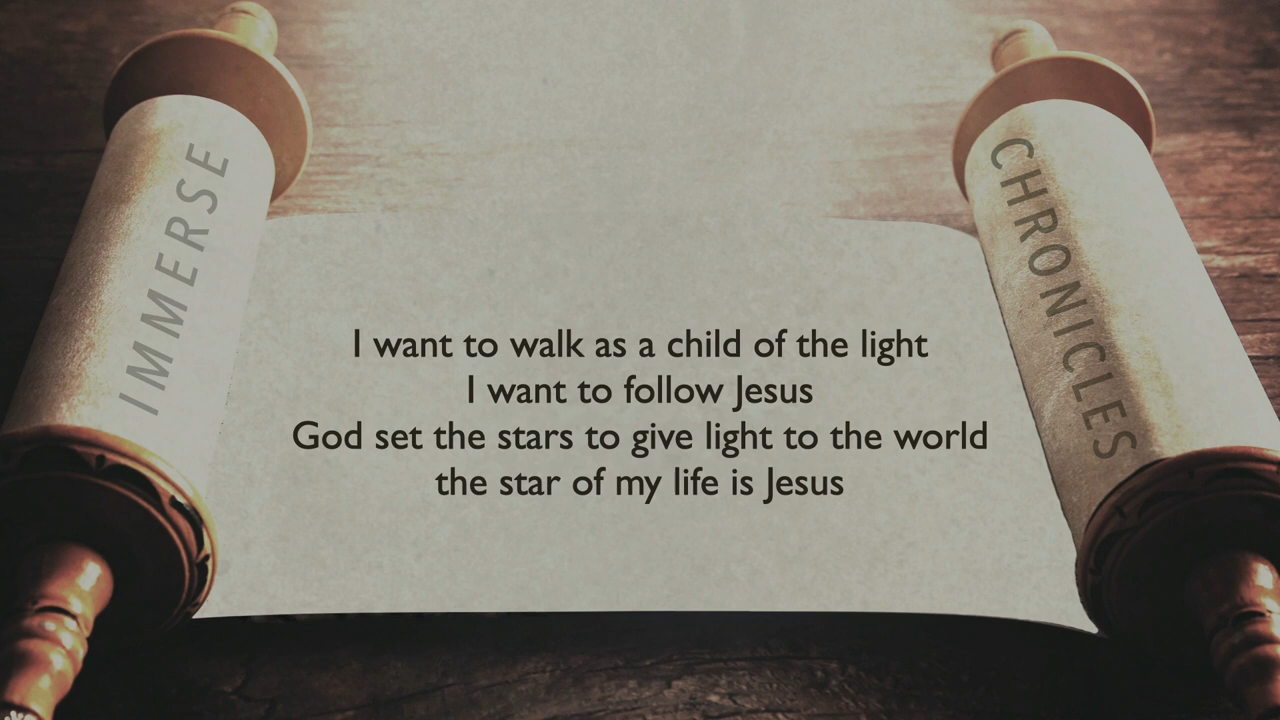 IMMERSE
CHRONICLES
I want to walk as a child of the light
I want to follow Jesus
God set the stars to give light to the world
the star of my life is Jesus